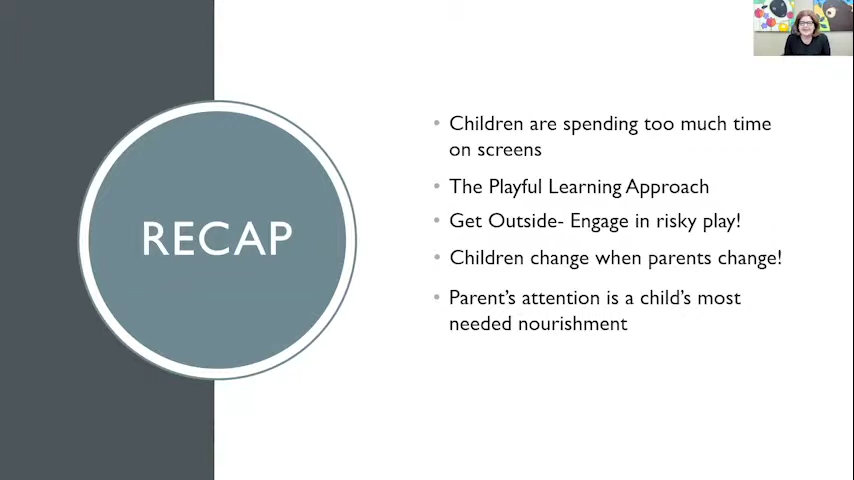 RECAP
• Children are spending too much time
on screens
• The Playful Learning Approach
• Get Outside- Engage in risky play!
• Children change when parents change!
• Parent's attention is a child's most
needed nourishment